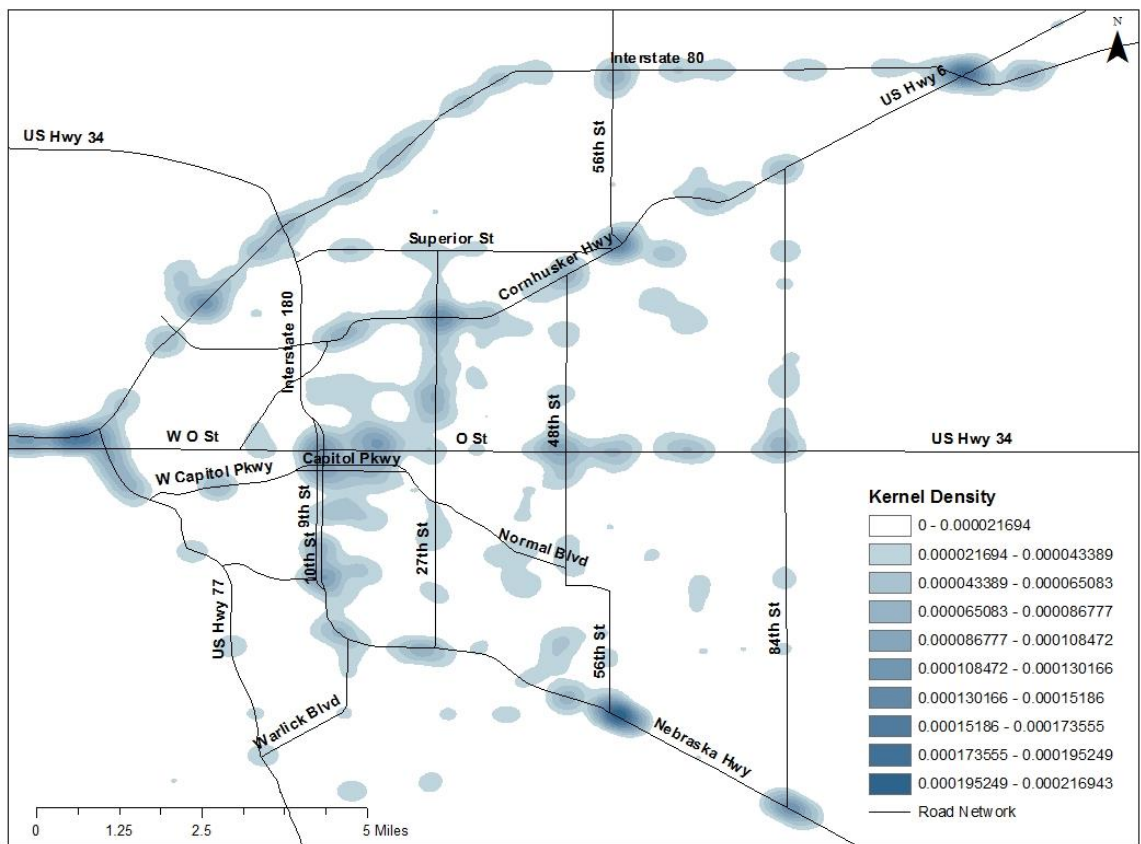 N
Interstate 80
US Hwy 6
US Hwy 34
56th St
Superior St
Cornhusker Hwy
Interstate 180
48th St
W O St
O St
US Hwy 34
Capitol Pkwy
W Capitol Pkwy
9th St
10th St
27th St
Normal Blvd
US Hwy 77
56th St
84th St
Warlick Blvd
Nebraska Hwy
Kernel Density
0 - 0.000021694
0.000021694 - 0.000043389
0.000043389 - 0.000065083
0.000065083 - 0.000086777
0.000086777 - 0.000108472
0.000108472 - 0.000130166
0.000130166 - 0.00015186
0.00015186 - 0.000173555
0.000173555 - 0.000195249
0.000195249 - 0.000216943
Road Network
0 1.25 2.5 5 Miles